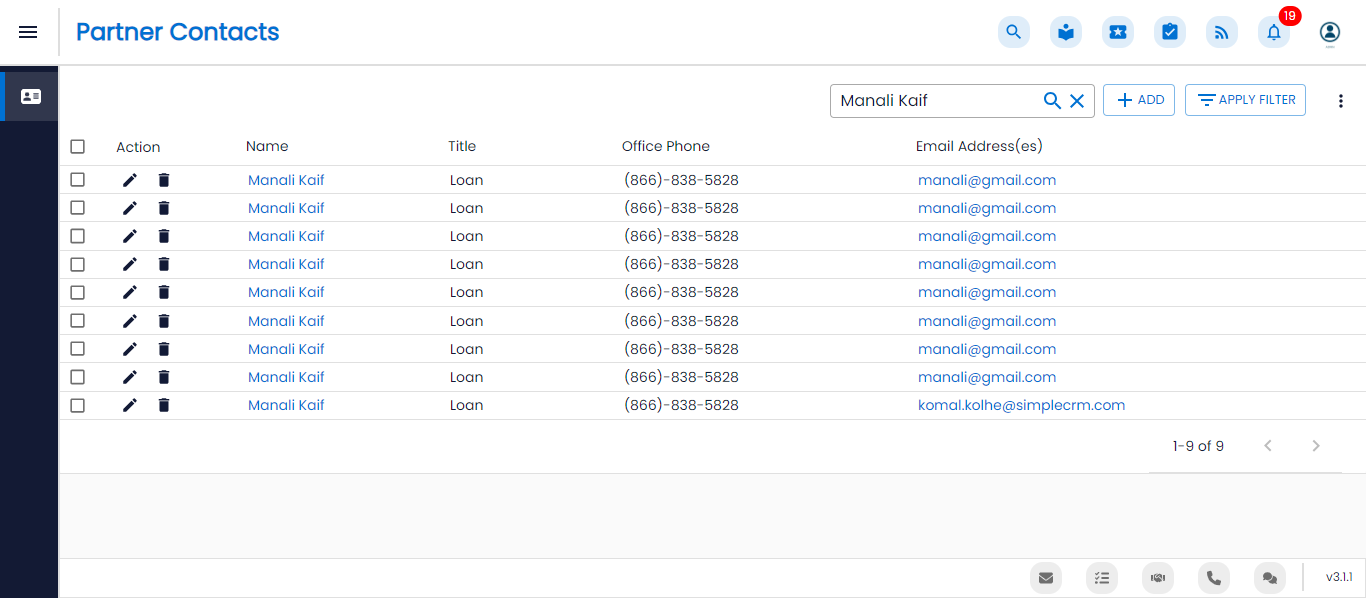 Partner Contacts
19
Manali Kaif
ADD
APPLY FILTER
Action Name Title Office Phone Email Address(es)
Manali Kaif Loan (866)-838-5828 manali@gmail.com
Manali Kaif Loan (866)-838-5828 manali@gmail.com
Manali Kaif Loan (866)-838-5828 manali@gmail.com
Manali Kaif Loan (866)-838-5828 manali@gmail.com
Manali Kaif Loan (866)-838-5828 manali@gmail.com
Manali Kaif Loan (866)-838-5828 manali@gmail.com
Manali Kaif Loan (866)-838-5828 manali@gmail.com
Manali Kaif Loan (866)-838-5828 manali@gmail.com
Manali Kaif Loan (866)-838-5828 komal.kolhe@simplecrm.com
1-9 of 9
v3.1.1